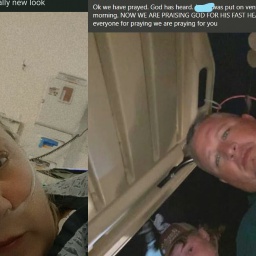 ally new look
Ok we have prayed. God has heard. was put on ven
morning. NOW WE ARE PRAISING GOD FOR HIS FAST HEA
everyone for praying we are praying for you